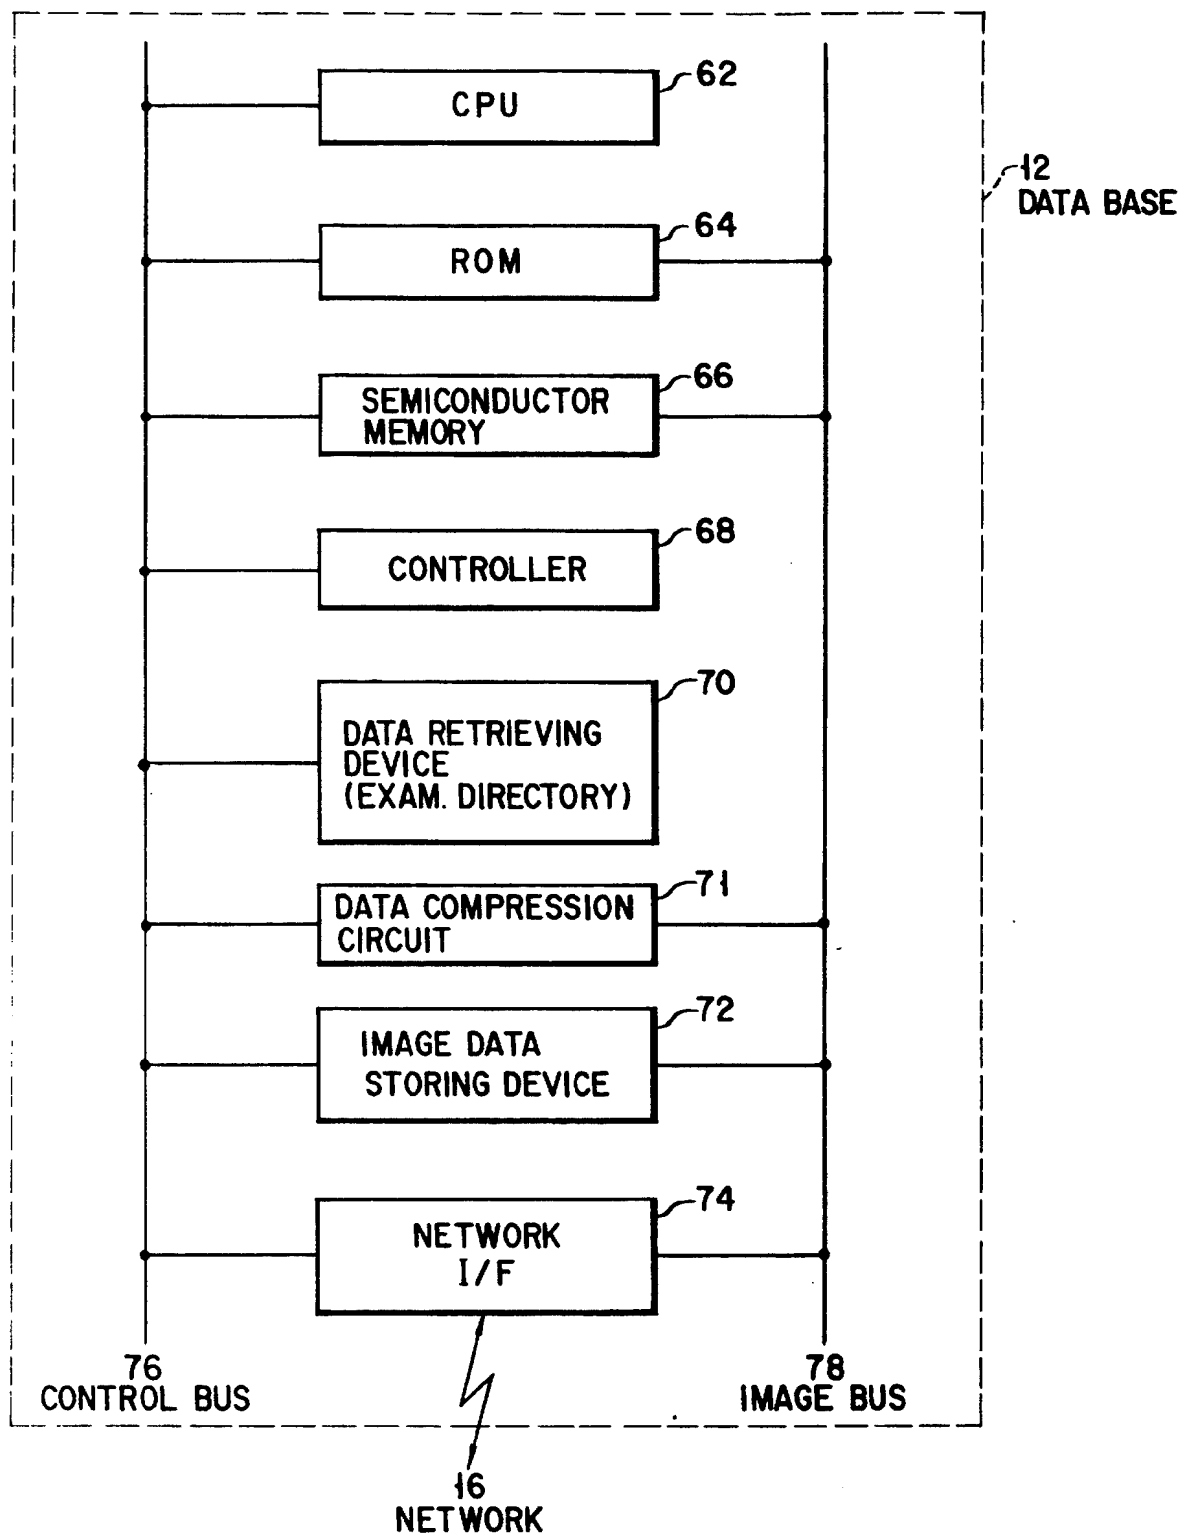 62
CPU
12
DATA BASE
64
ROM
66
SEMICONDUCTOR
MEMORY
68
CONTROLLER
70
DATA RETRIEVING
DEVICE
(EXAM. DIRECTORY)
71
DATA COMPRESSION
CIRCUIT
72
IMAGE DATA
STORING DEVICE
74
NETWORK
I/F
76
CONTROL BUS
78
IMAGE BUS
16
NETWORK